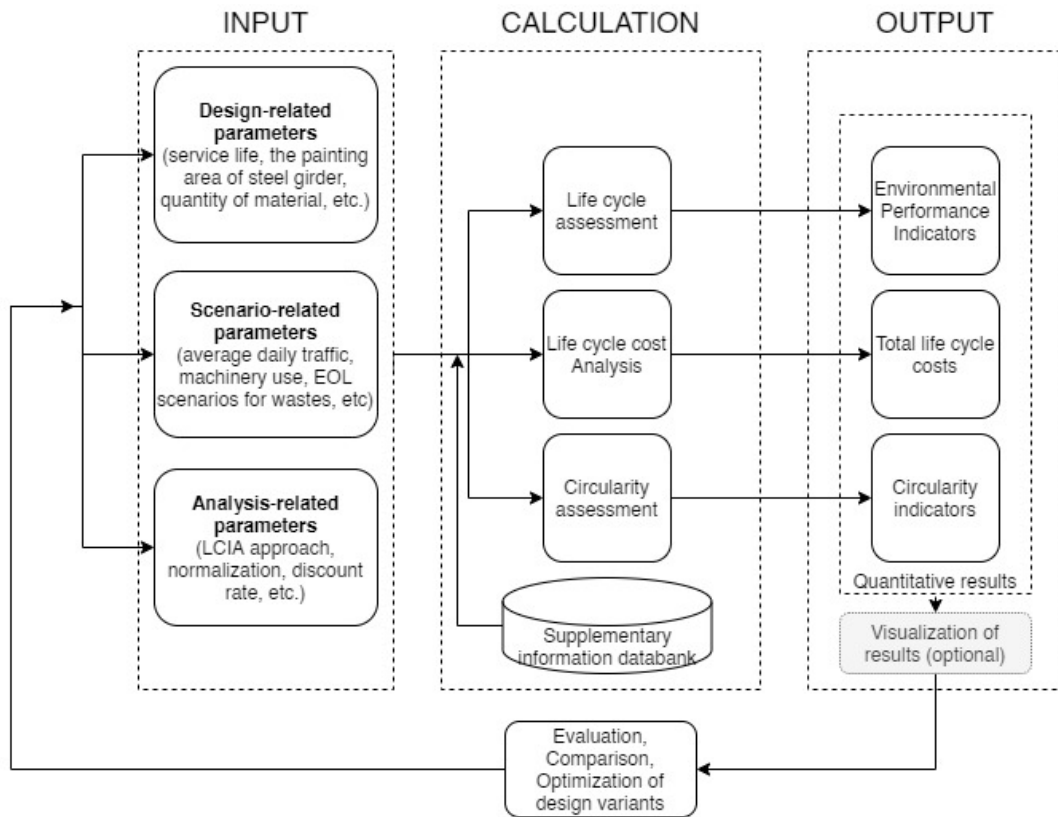 INPUT
CALCULATION
OUTPUT
Design-related
parameters
(service life, the painting
area of steel girder,
quantity of material, etc.)
Scenario-related
parameters
(average daily traffic,
machinery use, EOL
scenarios for wastes, etc)
Analysis-related
parameters
(LCIA approach,
normalization, discount
rate, etc.)
Life cycle
assessment
Life cycle cost
Analysis
Circularity
assessment
Supplementary
information databank
Environmental
Performance
Indicators
Total life cycle
costs
Circularity
indicators
Quantitative results
Visualization of
results (optional)
Evaluation,
Comparison,
Optimization of
design variants